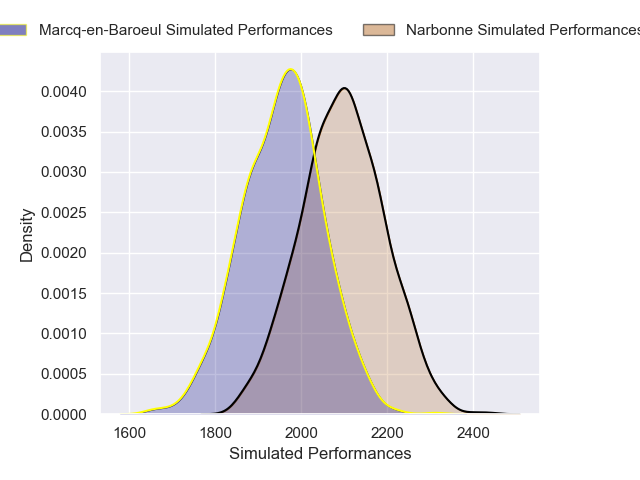 Marcq-en-Baroeul Simulated Performances
Narbonne Simulated Performances
0.0040
0.0035
0.0030
0.0025
0.0020
0.0015
0.0010
0.0005
0.0000
Density
1600 1800 2000 2200 2400
Simulated Performances